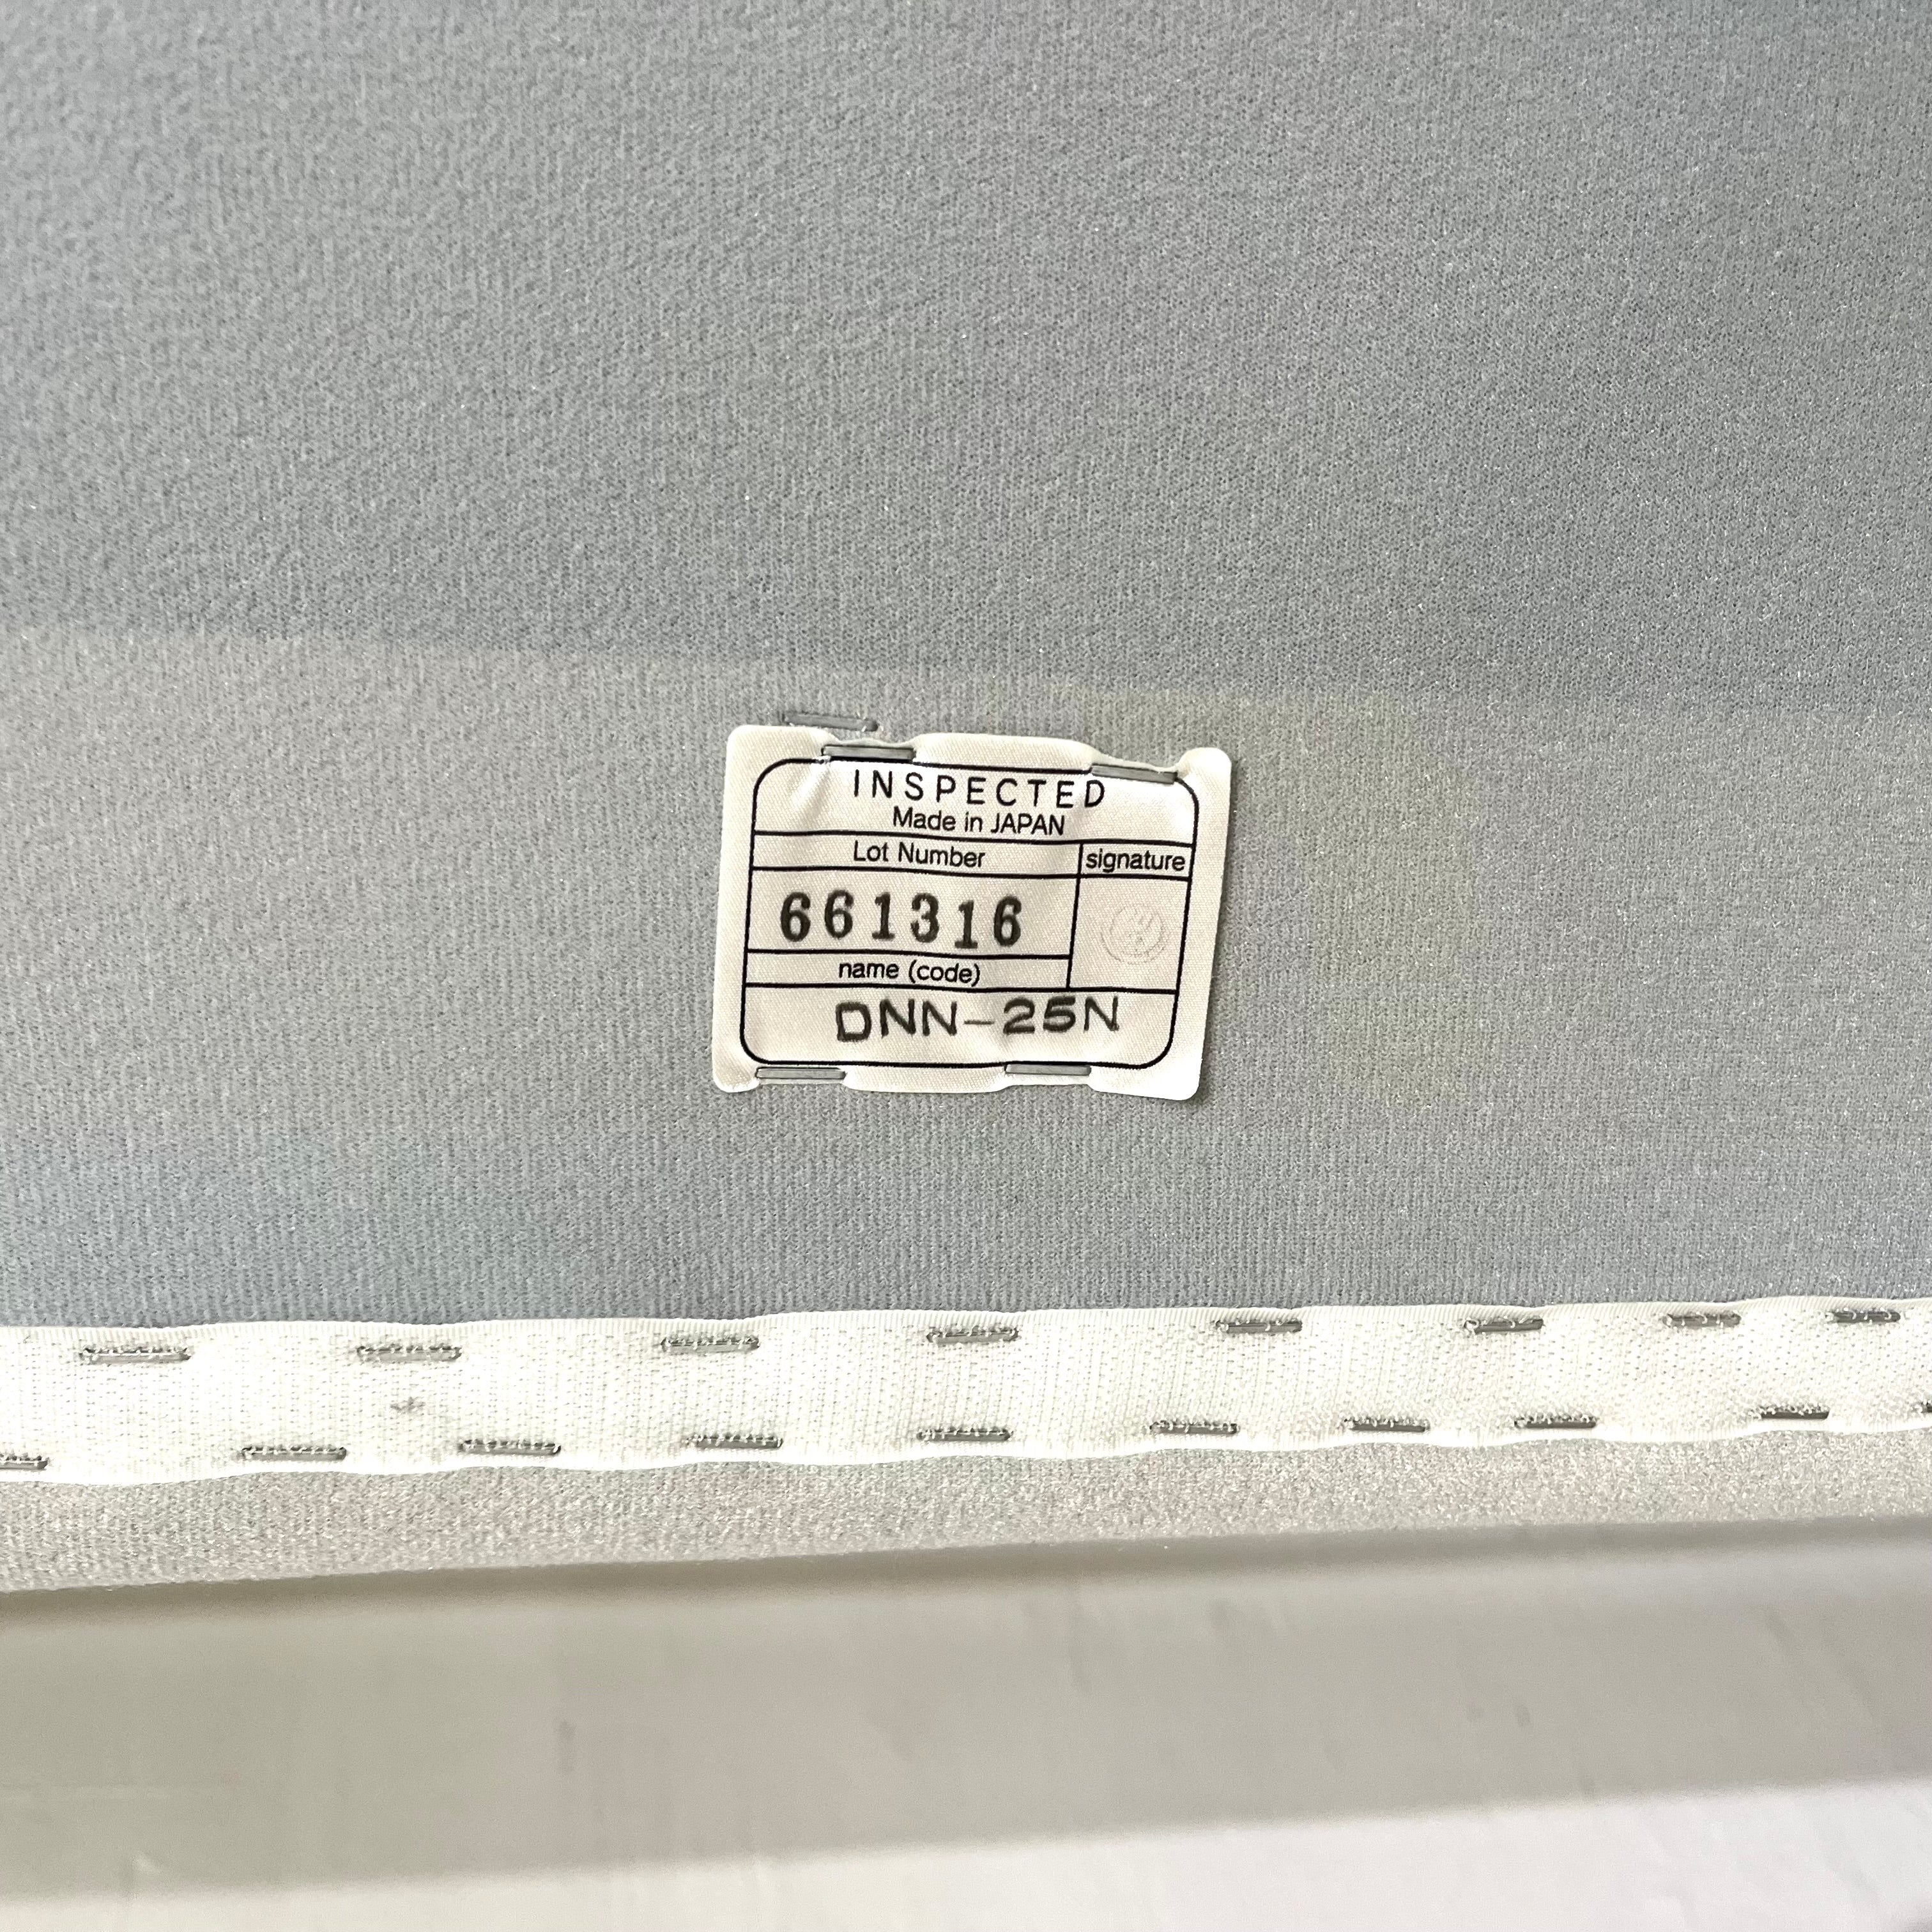 INSPECTED
Made in JAPAN
Lot Number signature
661316
name (code)
DNN-25N